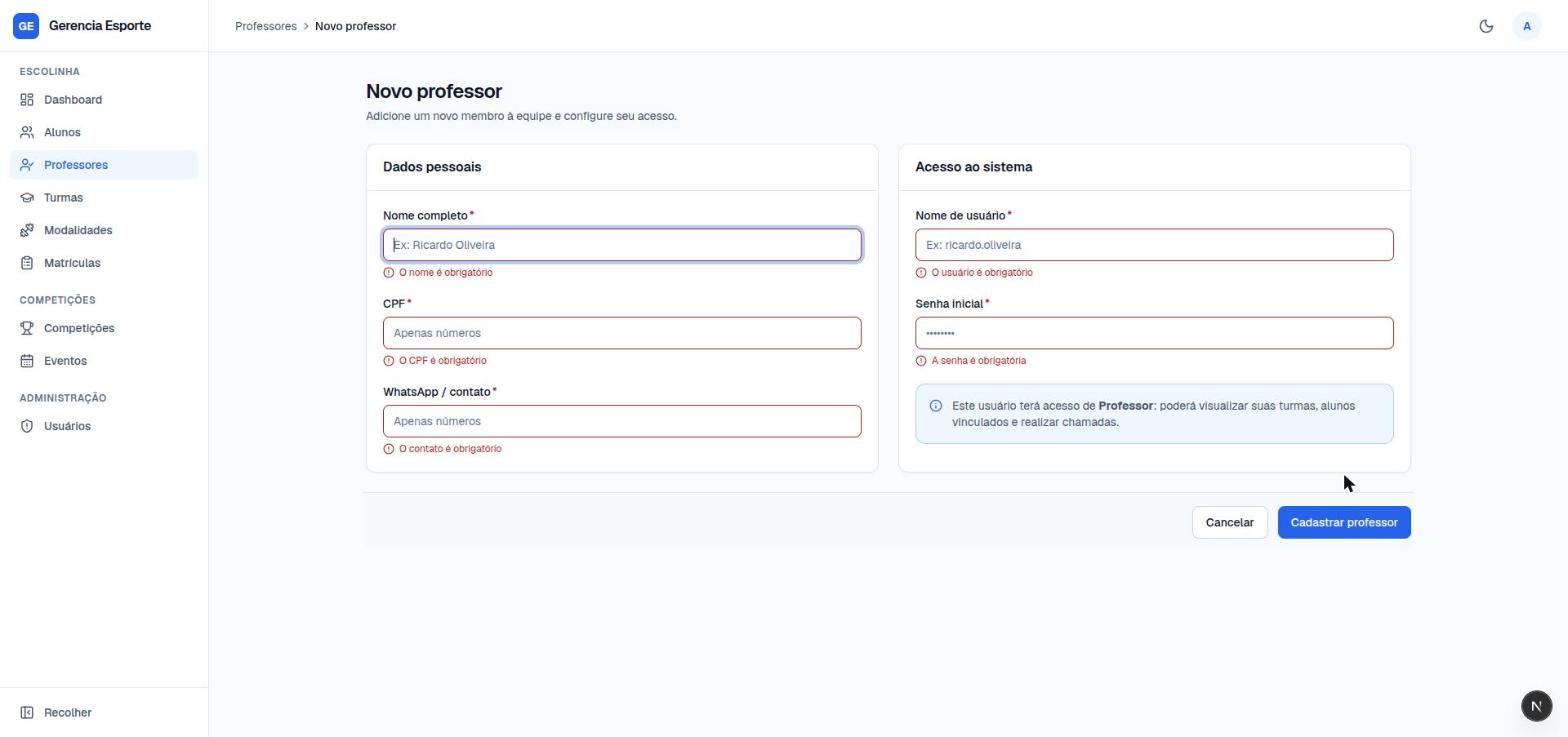 GE Gerencia Esporte
Professores > Novo professor
A
ESCOLINHA
Dashboard
Alunos
Professores
Turmas
Modalidades
Matrículas
COMPETIÇÕES
Competições
Eventos
ADMINISTRAÇÃO
Usuários
Recolher
Novo professor
Adicione um novo membro à equipe e configure seu acesso.
Dados pessoais
Nome completo*
Ex: Ricardo Oliveira
O nome é obrigatório
CPF*
Apenas números
O CPF é obrigatório
WhatsApp / contato*
Apenas números
O contato é obrigatório
Acesso ao sistema
Nome de usuário*
Ex: ricardo.oliveira
O usuário é obrigatório
Senha inicial*
••••••••
A senha é obrigatória
Este usuário terá acesso de Professor: poderá visualizar suas turmas, alunos
vinculados e realizar chamadas.
Cancelar
Cadastrar professor
N